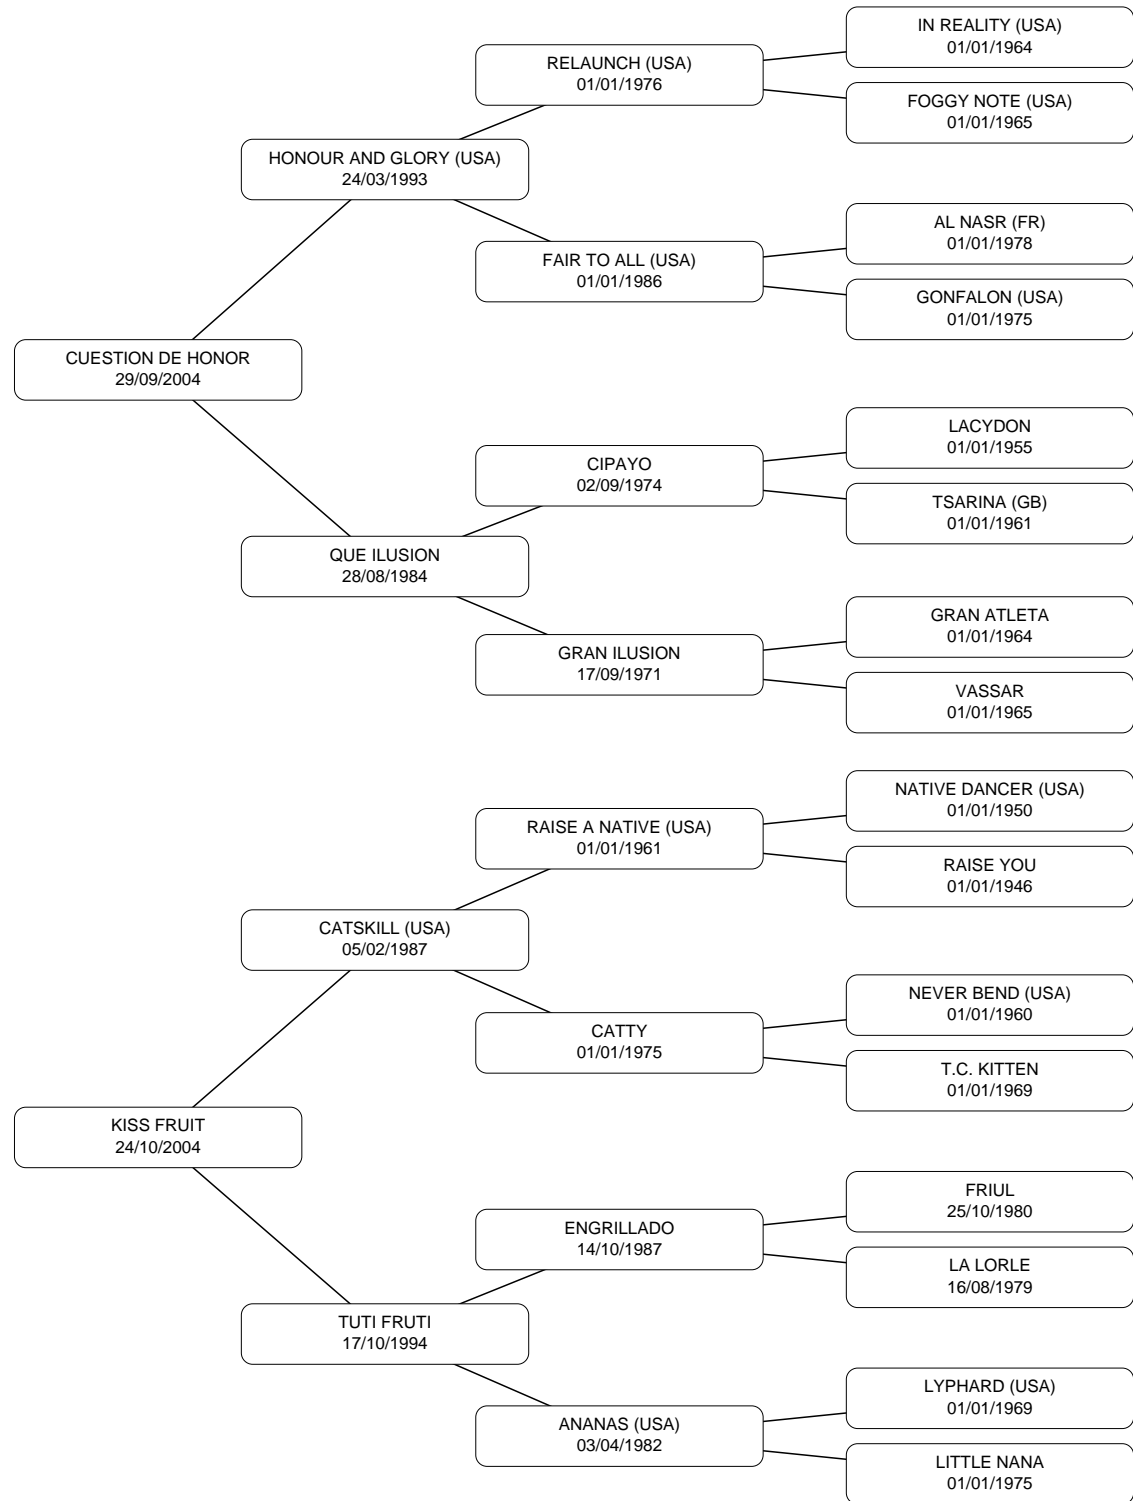 IN REALITY (USA)
01/01/1964
RELAUNCH (USA)
01/01/1976
FOGGY NOTE (USA)
01/01/1965
HONOUR AND GLORY (USA)
24/03/1993
AL NASR (FR)
01/01/1978
FAIR TO ALL (USA)
01/01/1986
GONFALON (USA)
01/01/1975
CUESTION DE HONOR
29/09/2004
LACYDON
01/01/1955
CIPAYO
02/09/1974
TSARINA (GB)
01/01/1961
QUE ILUSION
28/08/1984
GRAN ATLETA
01/01/1964
GRAN ILUSION
17/09/1971
VASSAR
01/01/1965
NATIVE DANCER (USA)
01/01/1950
RAISE A NATIVE (USA)
01/01/1961
RAISE YOU
01/01/1946
CATSKILL (USA)
05/02/1987
NEVER BEND (USA)
01/01/1960
CATTY
01/01/1975
T.C. KITTEN
01/01/1969
KISS FRUIT
24/10/2004
FRIUL
25/10/1980
ENGRILLADO
14/10/1987
LA LORLE
16/08/1979
TUTI FRUTI
17/10/1994
LYPHARD (USA)
01/01/1969
ANANAS (USA)
03/04/1982
LITTLE NANA
01/01/1975